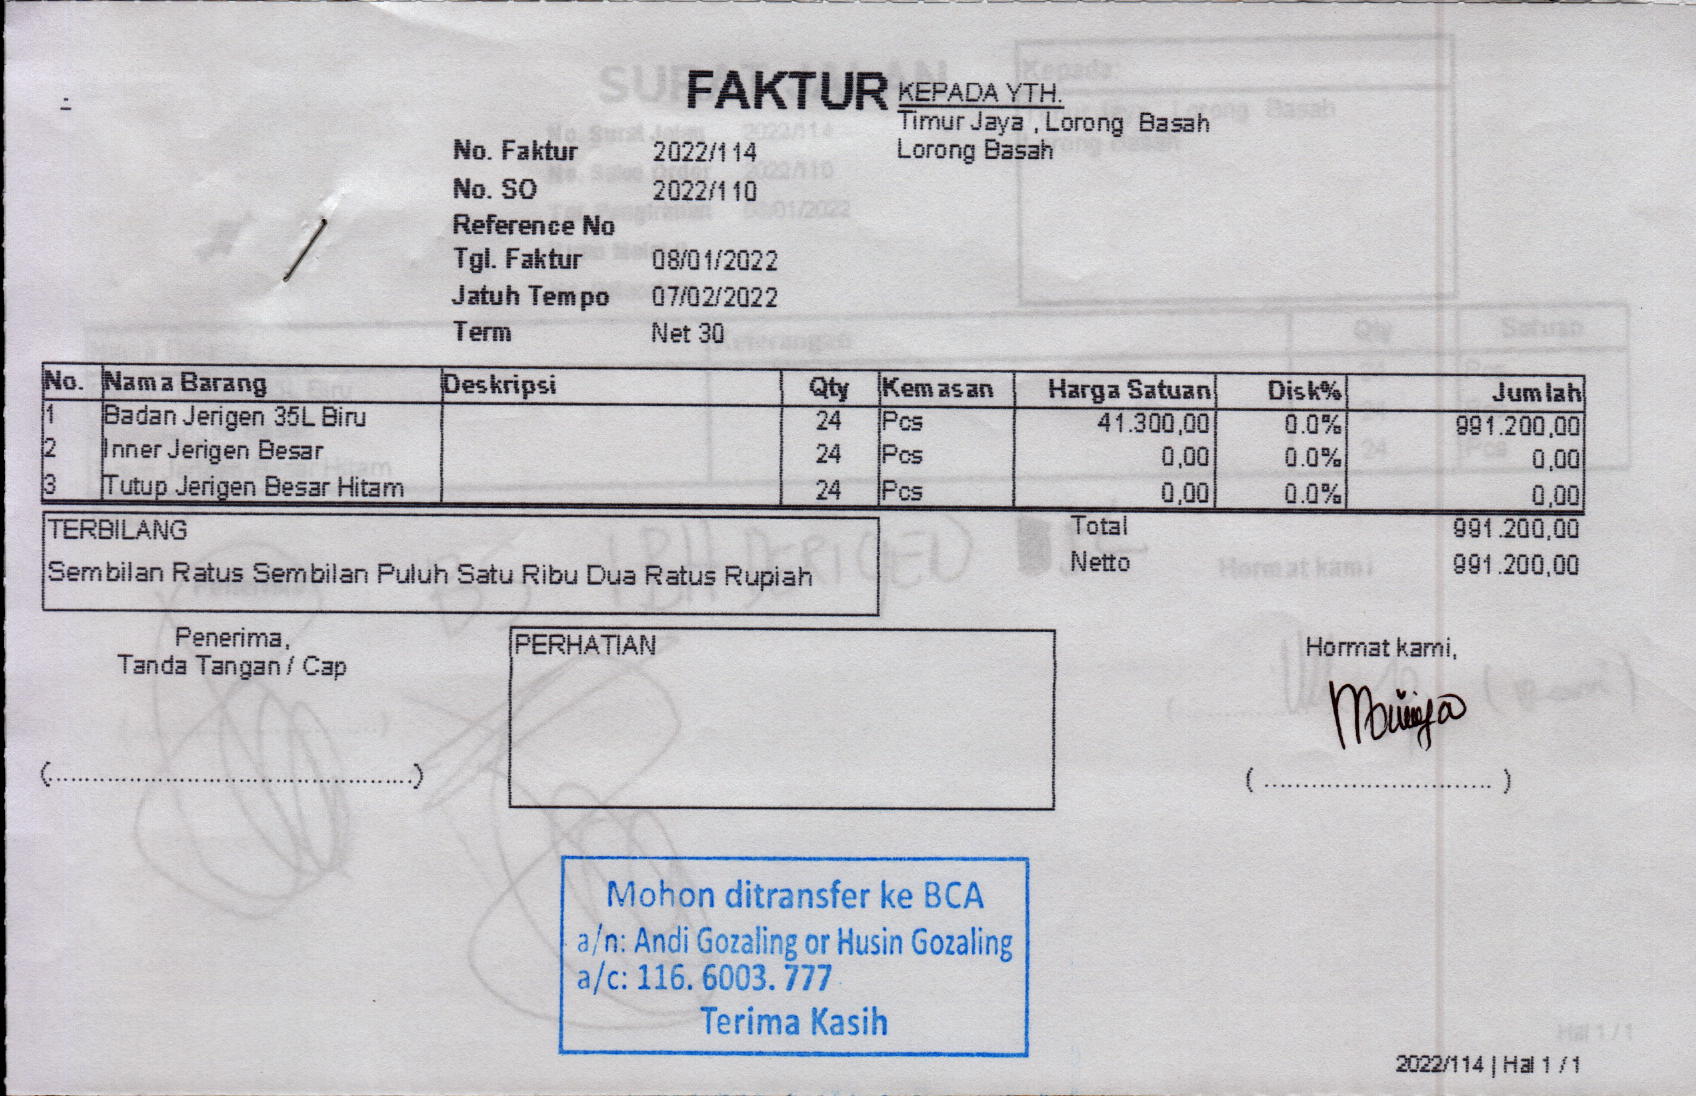 FAKTUR
KEPADA YTH.
Timur Jaya , Lorong Basah
Lorong Basah
No. Faktur 2022/114
No. SO 2022/110
Reference No
Tgl. Faktur 08/01/2022
Jatuh Tempo 07/02/2022
Term Net 30
No. Nama Barang Deskripsi Qty Kemasan Harga Satuan Disk% Jumlah
1 Badan Jerigen 35L Biru 24 Pcs 41.300,00 0.0% 991.200,00
2 Inner Jerigen Besar 24 Pcs 0,00 0.0% 0,00
3 Tutup Jerigen Besar Hitam 24 Pcs 0,00 0.0% 0,00
TERBILANG
Sembilan Ratus Sembilan Puluh Satu Ribu Dua Ratus Rupiah
Total 991.200,00
Netto 991.200,00
Penerima,
Tanda Tangan / Cap
(..............................................)
PERHATIAN
Hormat kami,
( ............................. )
Mohon ditransfer ke BCA
a/n: Andi Gozaling or Husin Gozaling
a/c: 116. 6003. 777
Terima Kasih
2022/114 | Hal 1 / 1